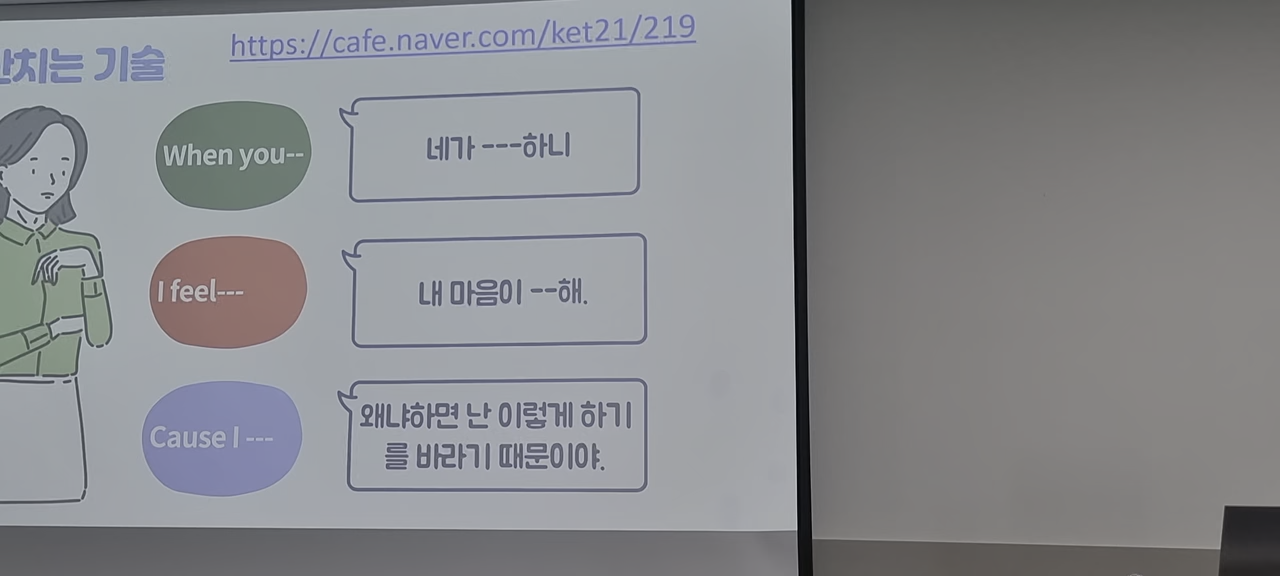 치는 기술
https://cafe.naver.com/ket21/219
When you--
네가 ---하니
I feel---
내 마음이 --해.
Cause I ---
왜냐하면 난 이렇게 하기
를 바라기 때문이야.